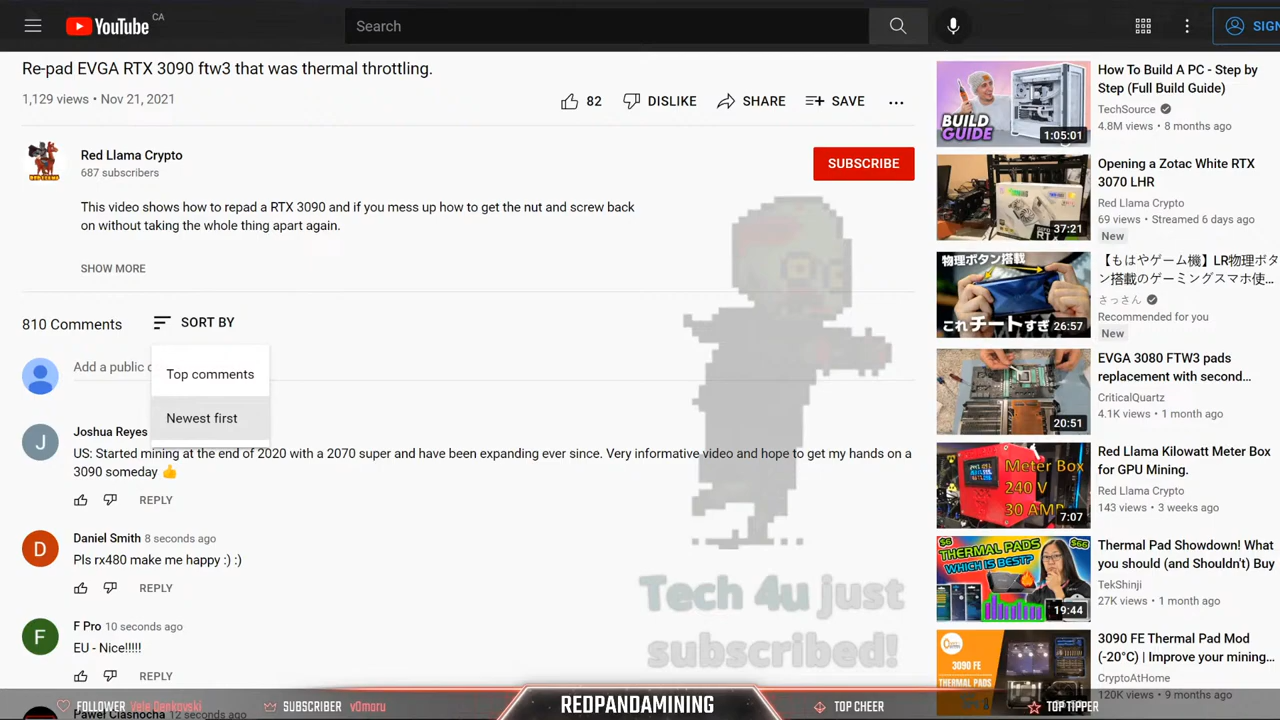 YouTube CA
Search
SIGN
Re-pad EVGA RTX 3090 ftw3 that was thermal throttling.
1,129 views • Nov 21, 2021
82 DISLIKE SHARE SAVE ...
Red Llama Crypto
687 subscribers
SUBSCRIBE
This video shows how to repad a RTX 3090 and if you mess up how to get the nut and screw back
on without taking the whole thing apart again.
SHOW MORE
810 Comments SORT BY
Add a public c
Top comments
Newest first
J
Joshua Reyes
US: Started mining at the end of 2020 with a 2070 super and have been expanding ever since. Very informative video and hope to get my hands on a
3090 someday 👍
REPLY
D
Daniel Smith 8 seconds ago
Pls rx480 make me happy :) :)
REPLY
F
F Pro 10 seconds ago
EU - Nice!!!!!
REPLY
Pawel Clasnocha 12 seconds ago
Tech 4u just
subscribed!
BUILD
GUIDE
1:05:01
How To Build A PC - Step by
Step (Full Build Guide)
TechSource
4.8M views • 8 months ago
37:21
Opening a Zotac White RTX
3070 LHR
Red Llama Crypto
69 views • Streamed 6 days ago
New
物理ボタン搭載
これチートすぎ
26:57
【もはやゲーム機】LR物理ボタ
ン搭載のゲーミングスマホ使...
さっさん
Recommended for you
New
20:51
EVGA 3080 FTW3 pads
replacement with second...
CriticalQuartz
4.1K views • 1 month ago
Meter Box
240 V
30 AMP
7:07
Red Llama Kilowatt Meter Box
for GPU Mining.
Red Llama Crypto
143 views • 3 weeks ago
$6
$66
THERMAL PADS
WHICH IS BEST?
19:44
Thermal Pad Showdown! What
you should (and Shouldn't) Buy
TekShinji
27K views • 1 month ago
3090 FE
THERMAL PADS
3090 FE Thermal Pad Mod
(-20°C) | Improve your mining...
CryptoAtHome
120K views • 9 months ago
FOLLOWER Vele Denkovski
SUBSCRIBER v0moru
REDPANDAMINING
TOP CHEER
TOP TIPPER